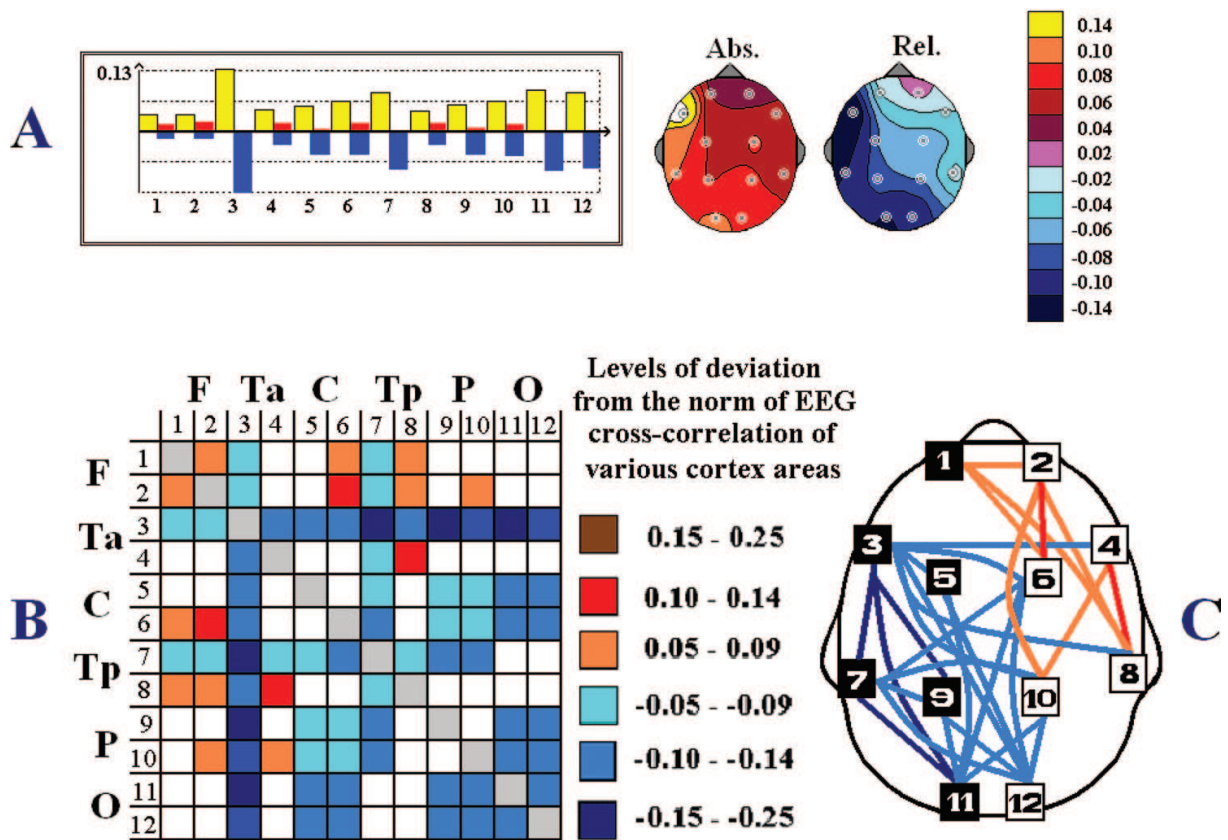 A
0.13
1 2 3 4 5 6 7 8 9 10 11 12
Abs. Rel.
0.14
0.10
0.08
0.06
0.04
0.02
-0.02
-0.04
-0.06
-0.08
-0.10
-0.14
B
F Ta C Tp P O
1 2 3 4 5 6 7 8 9 10 11 12
F 1
2
Ta 3
4
C 5
6
Tp 7
8
P 9
10
O 11
12
Levels of deviation
from the norm of EEG
cross-correlation of
various cortex areas
0.15 - 0.25
0.10 - 0.14
0.05 - 0.09
-0.05 - -0.09
-0.10 - -0.14
-0.15 - -0.25
C
1 2
3 4
5 6
7 8
9 10
11 12